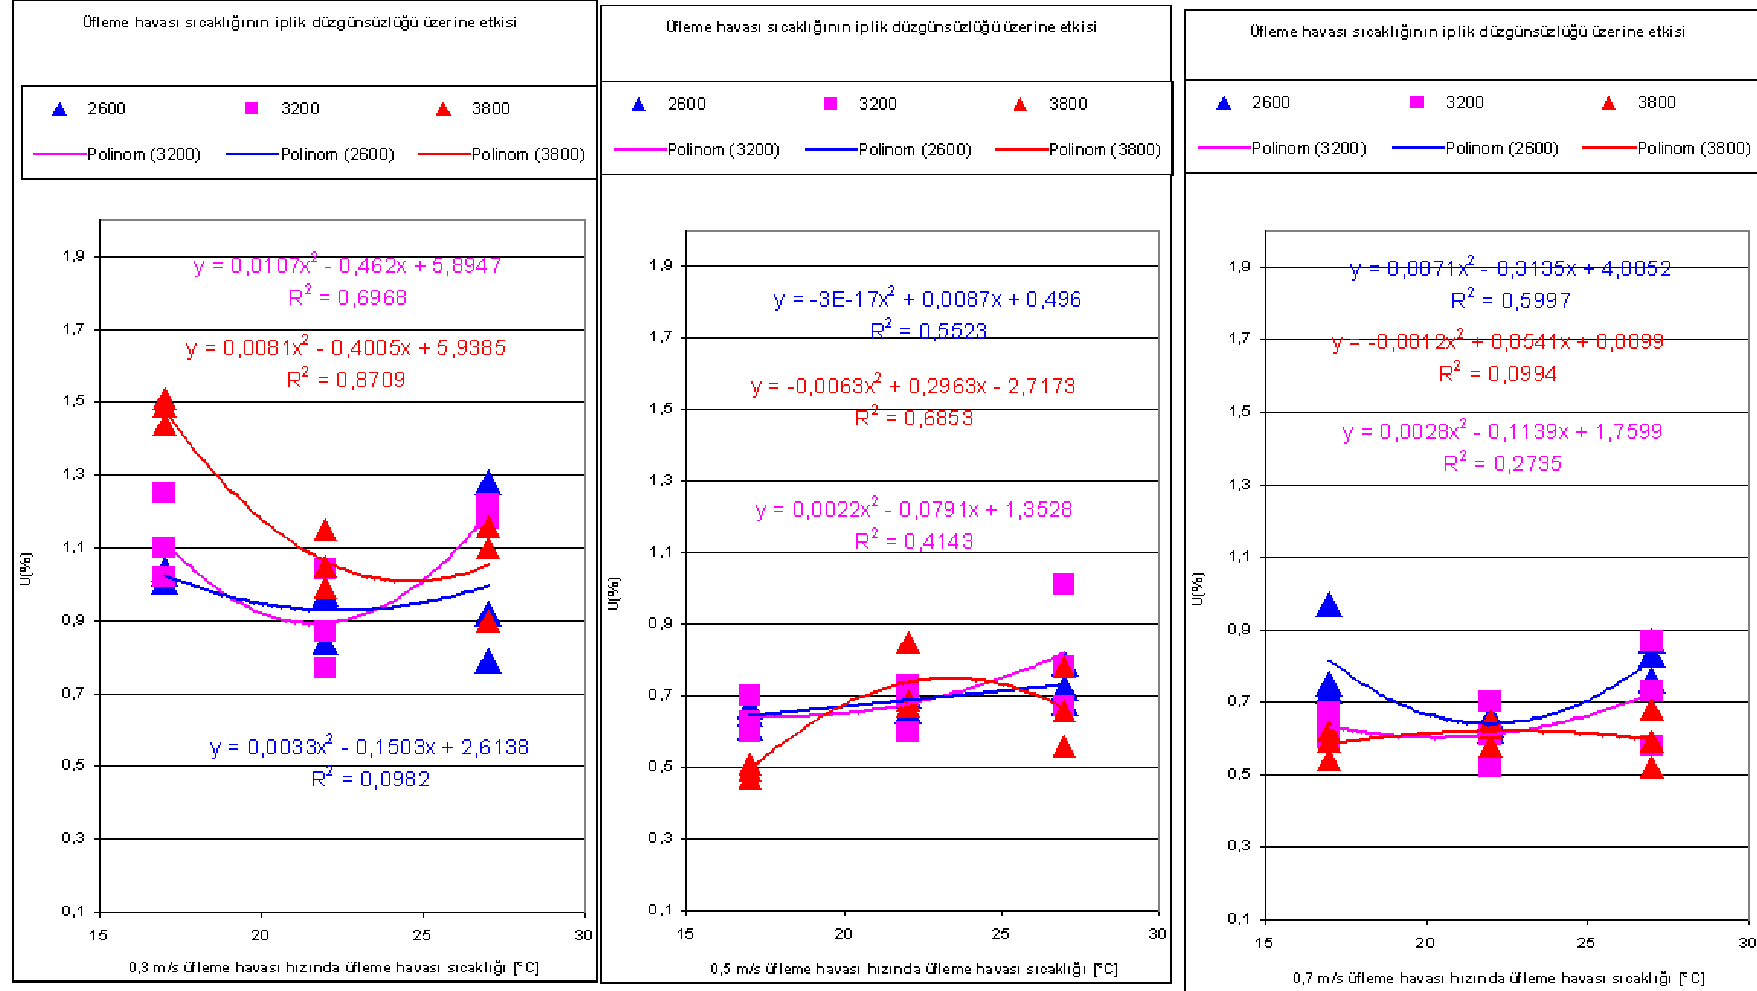 Üfleme havası sıcaklığının iplik düzgünsüzlüğü üzerine etkisi
2600 3200 3800
Polinom (3200) Polinom (2600) Polinom (3800)
1,9
1,7
1,5
1,3
1,1
0,9
0,7
0,5
0,3
0,1
U(%)
y = 0,0107x² - 0,462x + 5,8947
R² = 0,6968
y = 0,0081x² - 0,4005x + 5,9385
R² = 0,8709
y = 0,0033x² - 0,1503x + 2,6138
R² = 0,0982
15 20 25 30
0,3 m/s üfleme havası hızında üfleme havası sıcaklığı [°C]
Üfleme havası sıcaklığının iplik düzgünsüzlüğü üzerine etkisi
2600 3200 3800
Polinom (3200) Polinom (2600) Polinom (3800)
1,9
1,7
1,5
1,3
1,1
0,9
0,7
0,5
0,3
0,1
U(%)
y = -3E-17x² + 0,0087x + 0,496
R² = 0,5523
y = -0,0063x² + 0,2963x - 2,7173
R² = 0,6853
y = 0,0022x² - 0,0791x + 1,3528
R² = 0,4143
15 20 25 30
0,5 m/s üfleme havası hızında üfleme havası sıcaklığı [°C]
Üfleme havası sıcaklığının iplik düzgünsüzlüğü üzerine etkisi
2600 3200 3800
Polinom (3200) Polinom (2600) Polinom (3800)
1,9
1,7
1,5
1,3
1,1
0,9
0,7
0,5
0,3
0,1
U(%)
y = 0,0071x² - 0,3135x + 4,0052
R² = 0,5997
y = -0,0012x² + 0,0541x + 0,0099
R² = 0,0994
y = 0,0028x² - 0,1139x + 1,7599
R² = 0,2735
15 20 25 30
0,7 m/s üfleme havası hızında üfleme havası sıcaklığı [°C]